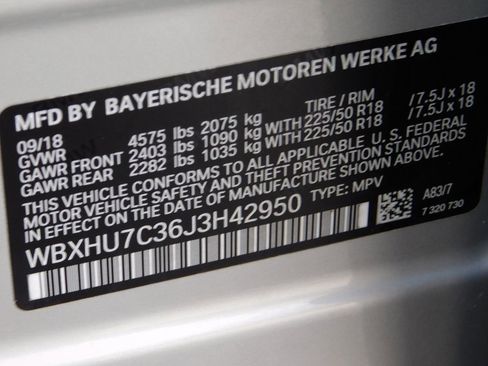 MFD BY BAYERISCHE MOTOREN WERKE AG
09/18 4575 lbs 2075 kg TIRE / RIM
GVWR
GAWR FRONT 2403 lbs 1090 kg WITH 225/50 R18 / 7.5J x 18
GAWR REAR 2282 lbs 1035 kg WITH 225/50 R18 / 7.5J x 18
THIS VEHICLE CONFORMS TO ALL APPLICABLE U. S. FEDERAL
MOTOR VEHICLE SAFETY AND THEFT PREVENTION STANDARDS
IN EFFECT ON THE DATE OF MANUFACTURE SHOWN ABOVE.
WBXHU7C36J3H42950 TYPE: MPV
A83/7
7 320 730